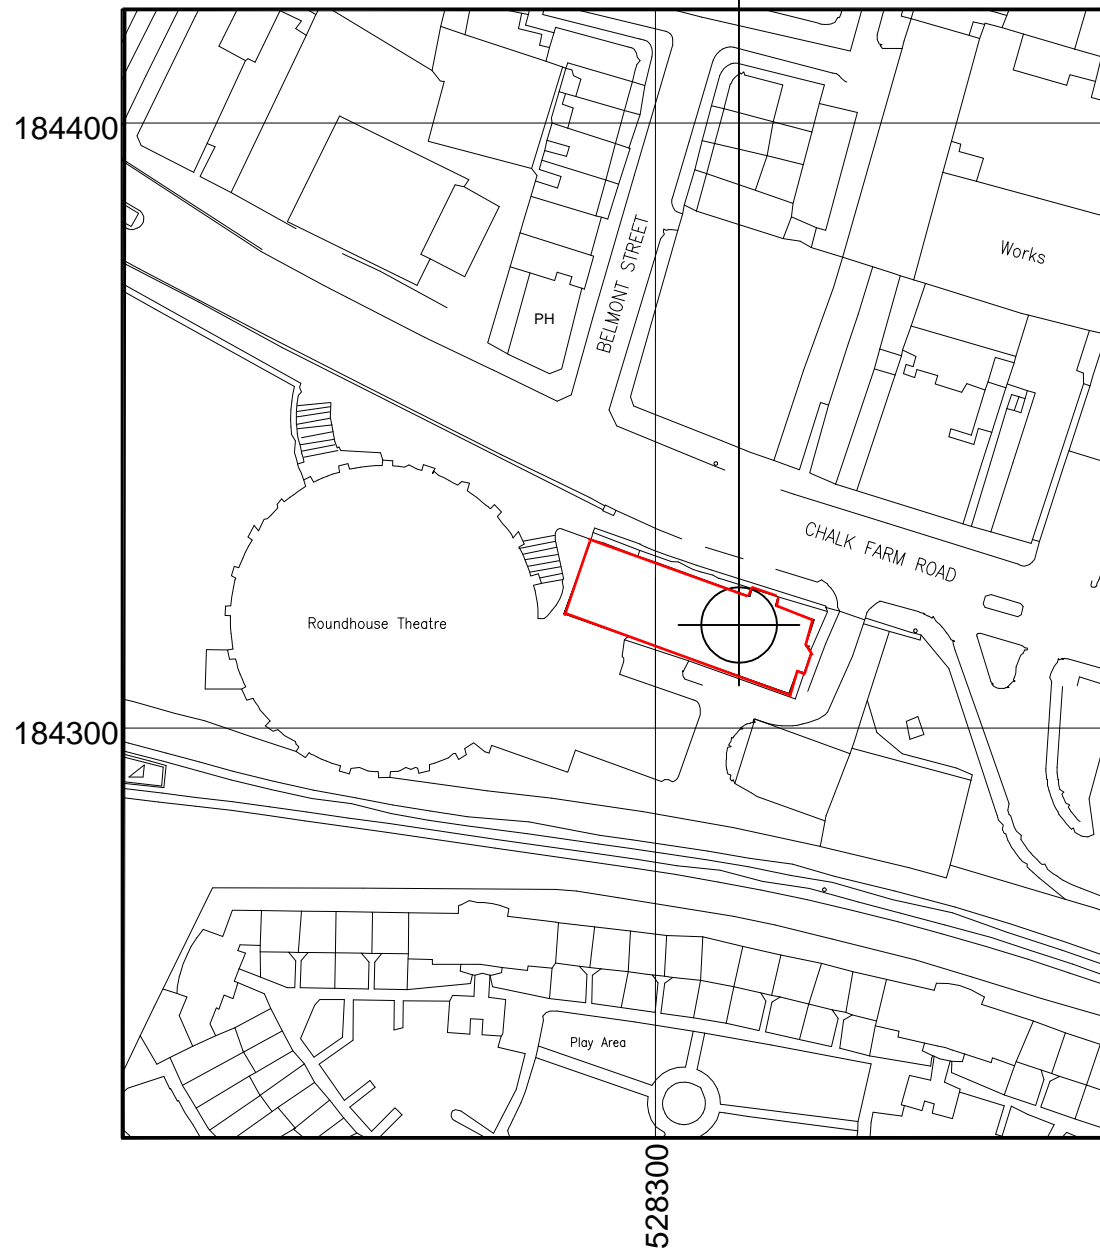 184400
Works
BELMONT STREET
PH
CHALK FARM ROAD
J
Roundhouse Theatre
184300
Play Area
528300